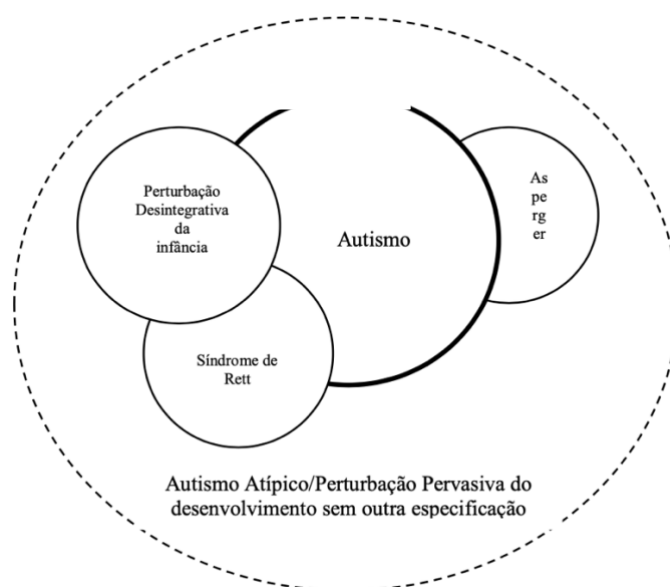 Perturbação
Desintegrativa
da
infância
Autismo
As
pe
rg
er
Síndrome de
Rett
Autismo Atípico/Perturbação Pervasiva do
desenvolvimento sem outra especificação